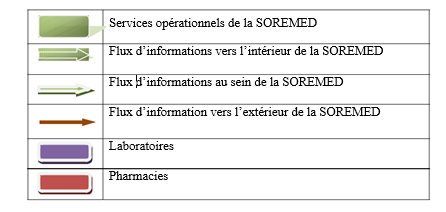 Services opérationnels de la SOREMED
Flux d'informations vers l'intérieur de la SOREMED
Flux d'informations au sein de la SOREMED
Flux d'information vers l'extérieur de la SOREMED
Laboratoires
Pharmacies